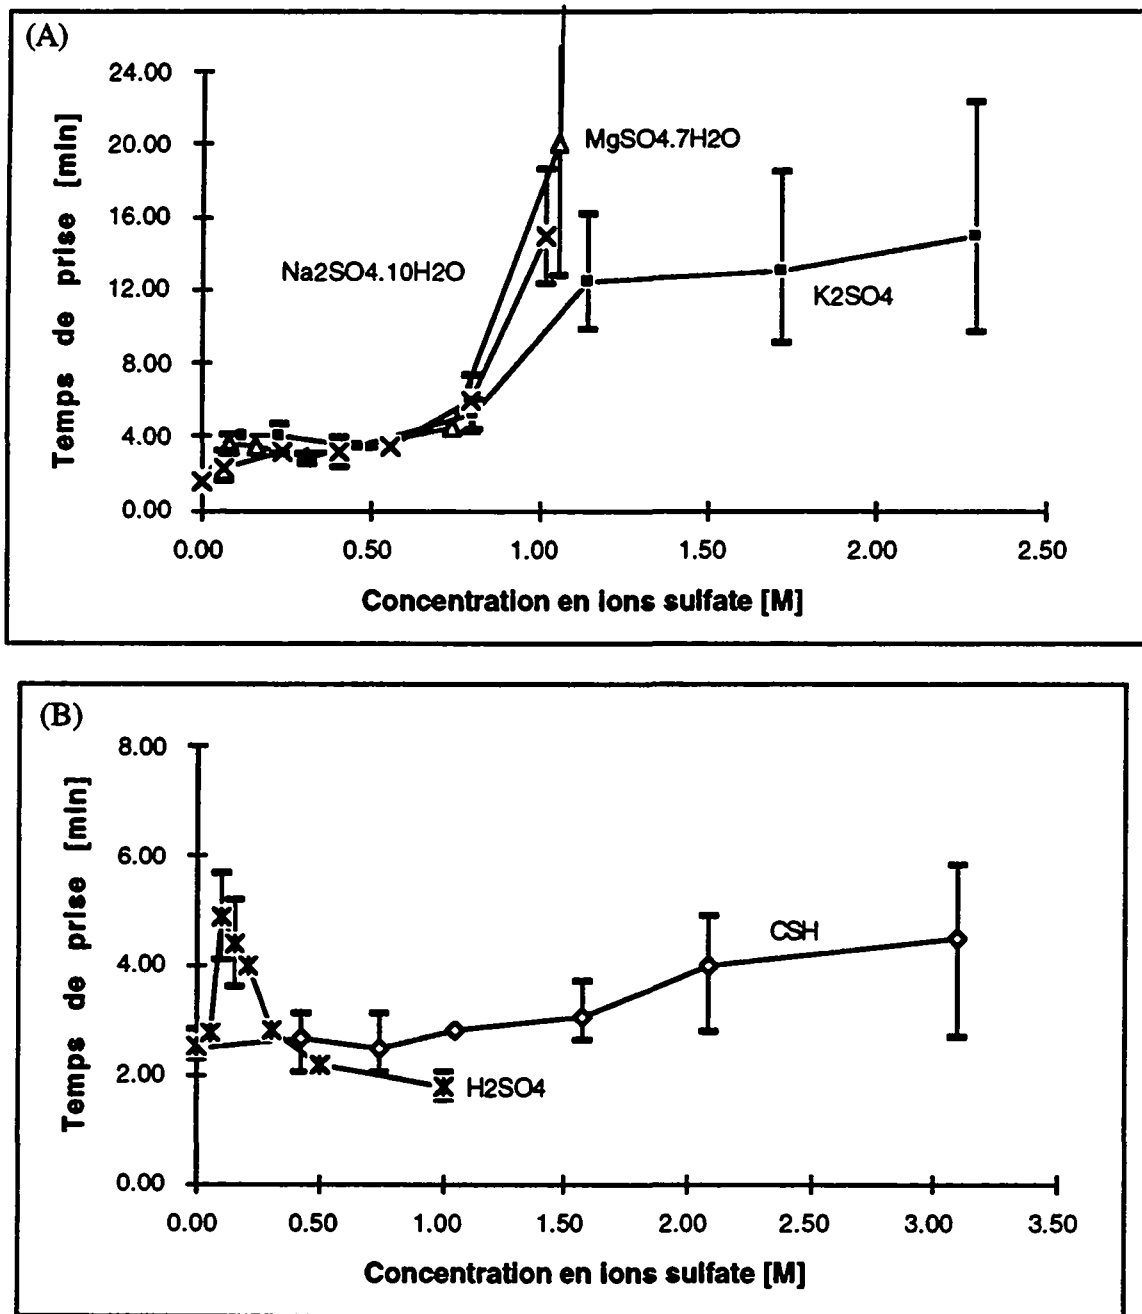 (A)
24.00
20.00
16.00
12.00
8.00
4.00
0.00
Temps de prise [min]
MgSO4.7H2O
Na2SO4.10H2O
K2SO4
0.00 0.50 1.00 1.50 2.00 2.50
Concentration en ions sulfate [M]
(B)
8.00
6.00
4.00
2.00
0.00
Temps de prise [min]
CSH
H2SO4
0.00 0.50 1.00 1.50 2.00 2.50 3.00 3.50
Concentration en ions sulfate [M]